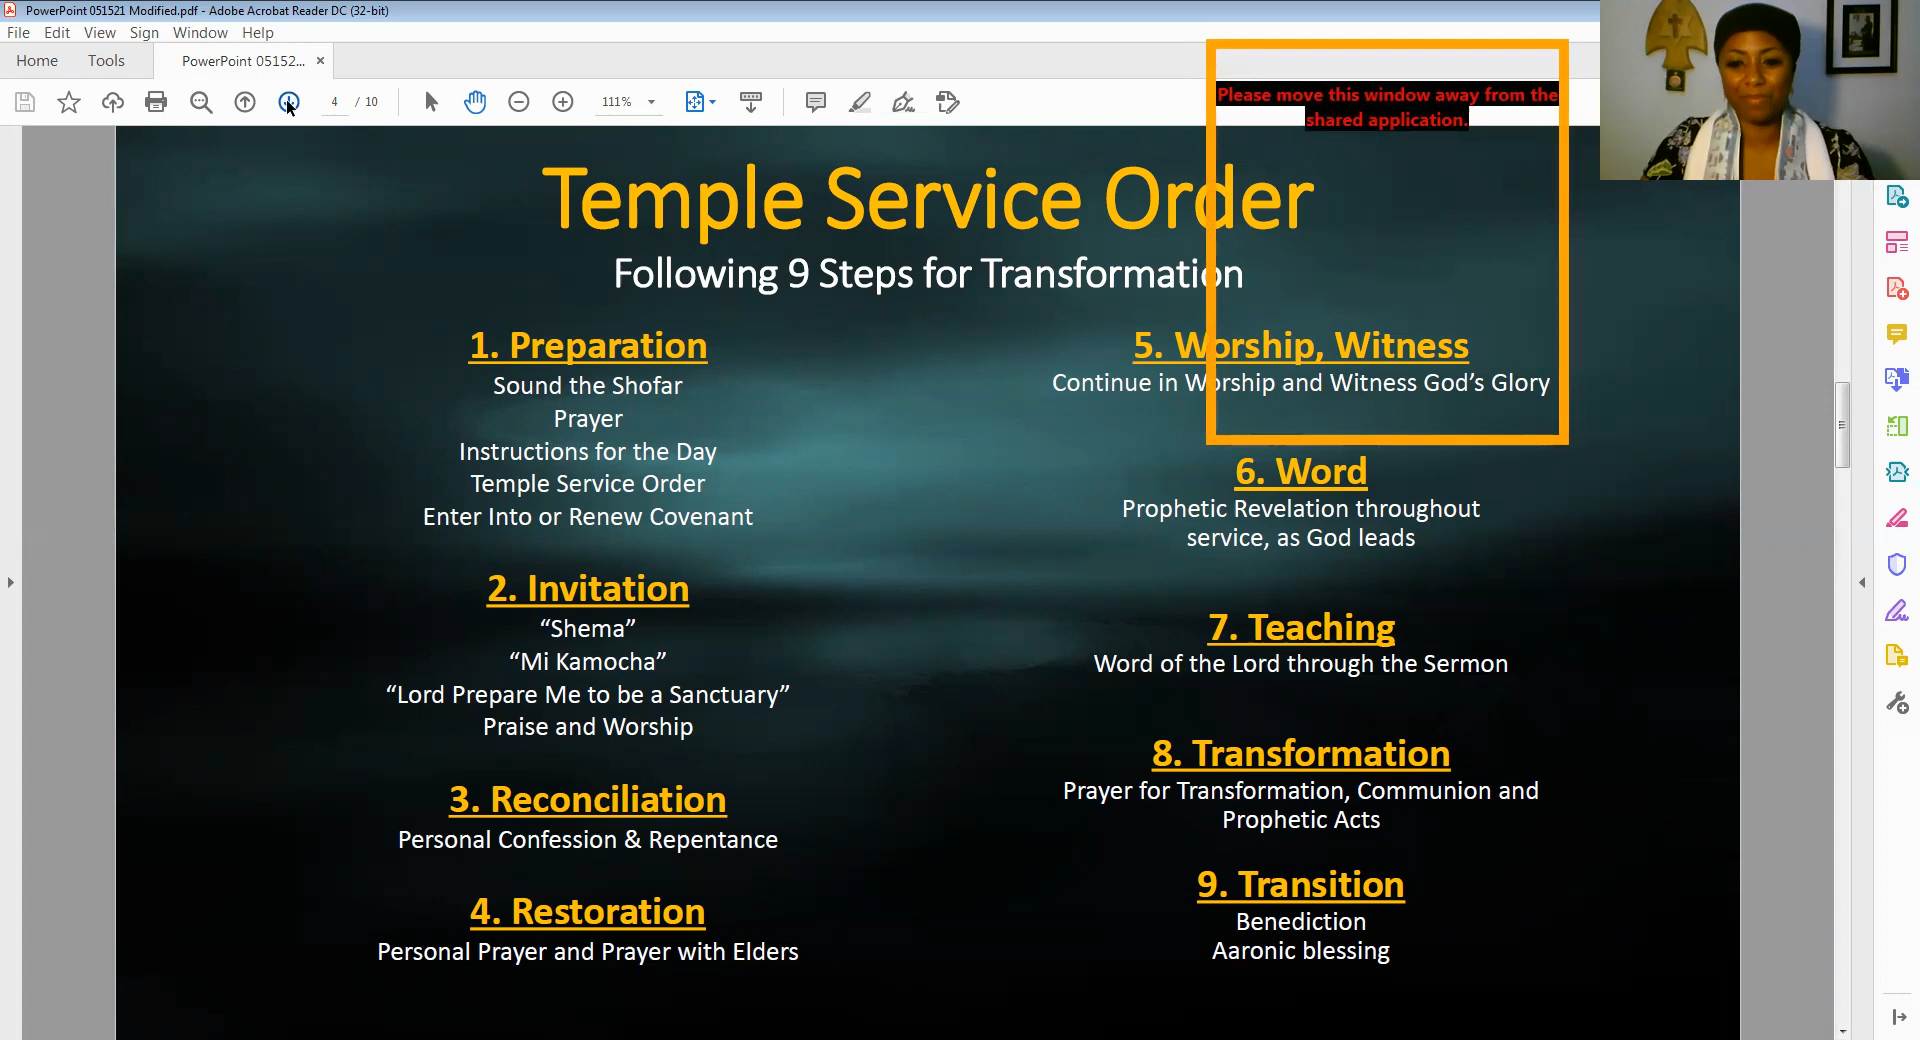 PowerPoint 051521 Modified.pdf - Adobe Acrobat Reader DC (32-bit)
File Edit View Sign Window Help
Home Tools PowerPoint 05152... ×
4 / 10 111%
Please move this window away from the
shared application.
Temple Service Order
Following 9 Steps for Transformation
1. Preparation
Sound the Shofar
Prayer
Instructions for the Day
Temple Service Order
Enter Into or Renew Covenant
2. Invitation
“Shema”
“Mi Kamocha”
“Lord Prepare Me to be a Sanctuary”
Praise and Worship
3. Reconciliation
Personal Confession & Repentance
4. Restoration
Personal Prayer and Prayer with Elders
5. Worship, Witness
Continue in Worship and Witness God’s Glory
6. Word
Prophetic Revelation throughout
service, as God leads
7. Teaching
Word of the Lord through the Sermon
8. Transformation
Prayer for Transformation, Communion and
Prophetic Acts
9. Transition
Benediction
Aaronic blessing